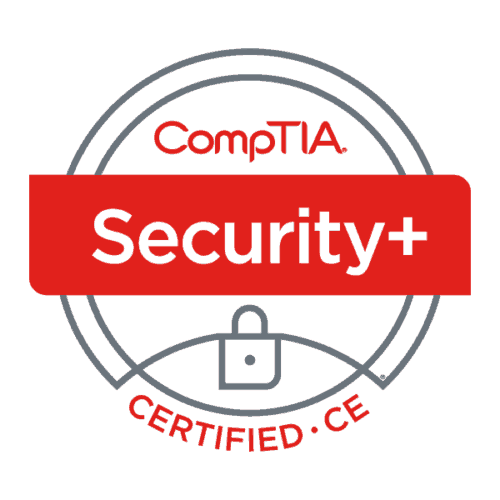 CompTIA®
Security+
CERTIFIED · CE
®